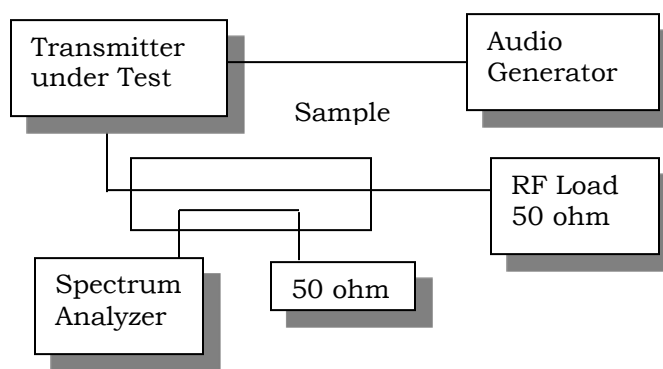 Transmitter
under Test
Audio
Generator
Sample
RF Load
50 ohm
Spectrum
Analyzer
50 ohm